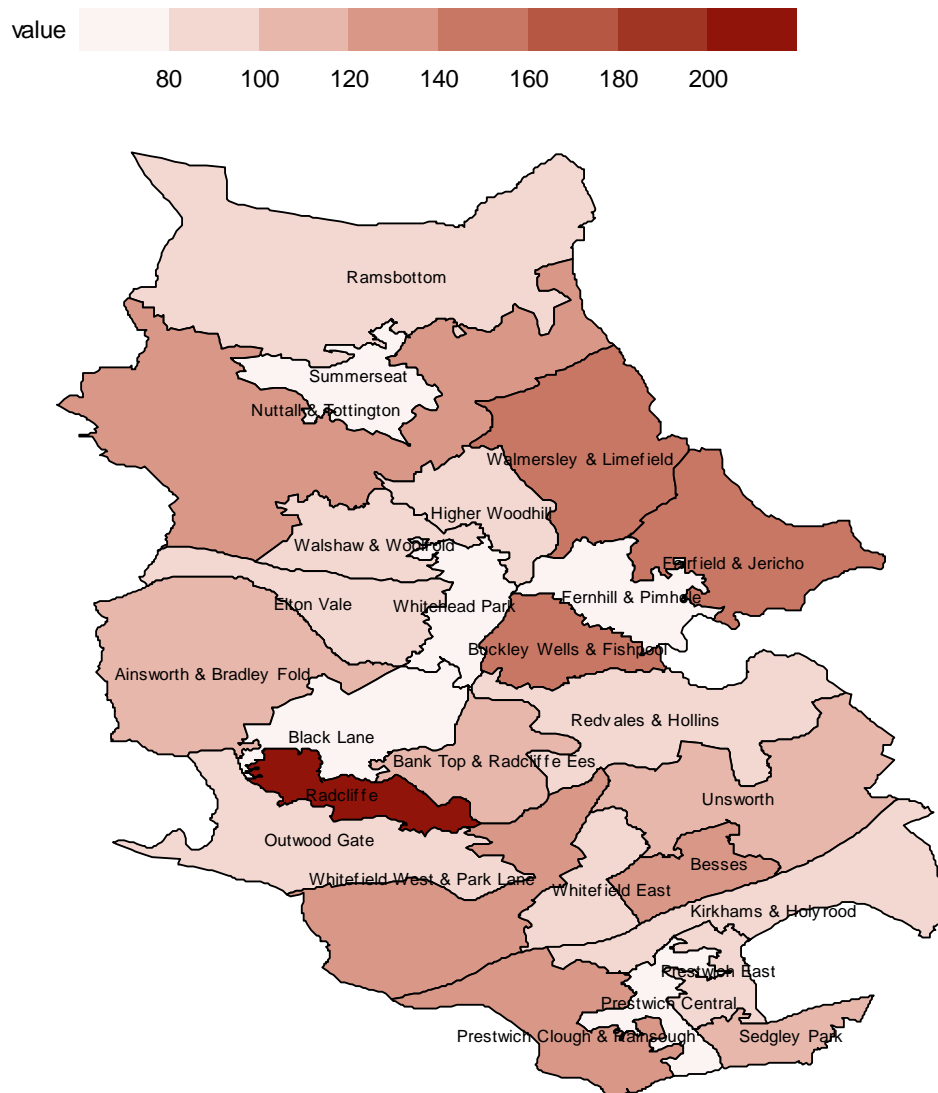 value
80 100 120 140 160 180 200
Ramsbottom
Summerseat
Nuttall & Tottington
Walmersley & Limefield
Higher Woodhill
Walshaw & Woolfold
Fairfield & Jericho
Elton Vale
Whitehead Park
Fernhill & Pimhole
Buckley Wells & Fishpool
Ainsworth & Bradley Fold
Redvales & Hollins
Black Lane
Bank Top & Radcliffe Ees
Radcliffe
Unsworth
Outwood Gate
Besses
Whitefield West & Park Lane
Whitefield East
Kirkhams & Holyrood
Prestwich East
Prestwich Central
Prestwich Clough & Rainsough
Sedgley Park